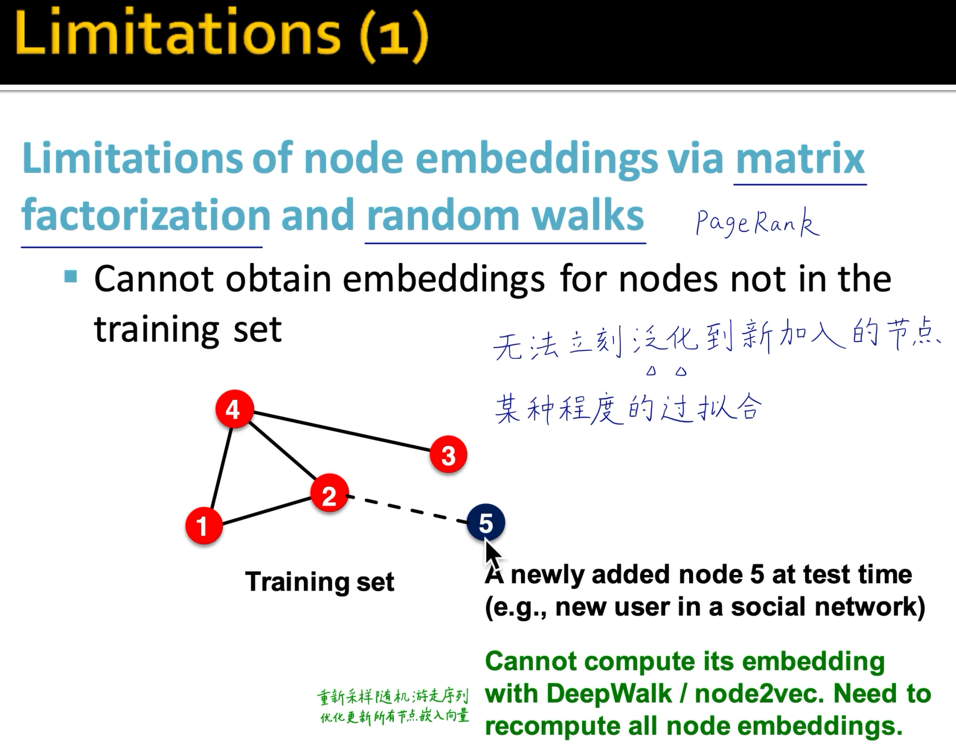 Limitations (1)
Limitations of node embeddings via matrix
factorization and random walks
PageRank
Cannot obtain embeddings for nodes not in the
training set
无法立刻泛化到新加入的节点
某种程度的过拟合
4
3
2
1
5
Training set
A newly added node 5 at test time
(e.g., new user in a social network)
Cannot compute its embedding
with DeepWalk / node2vec. Need to
recompute all node embeddings.
重新采样随机游走序列
优化更新所有节点嵌入向量